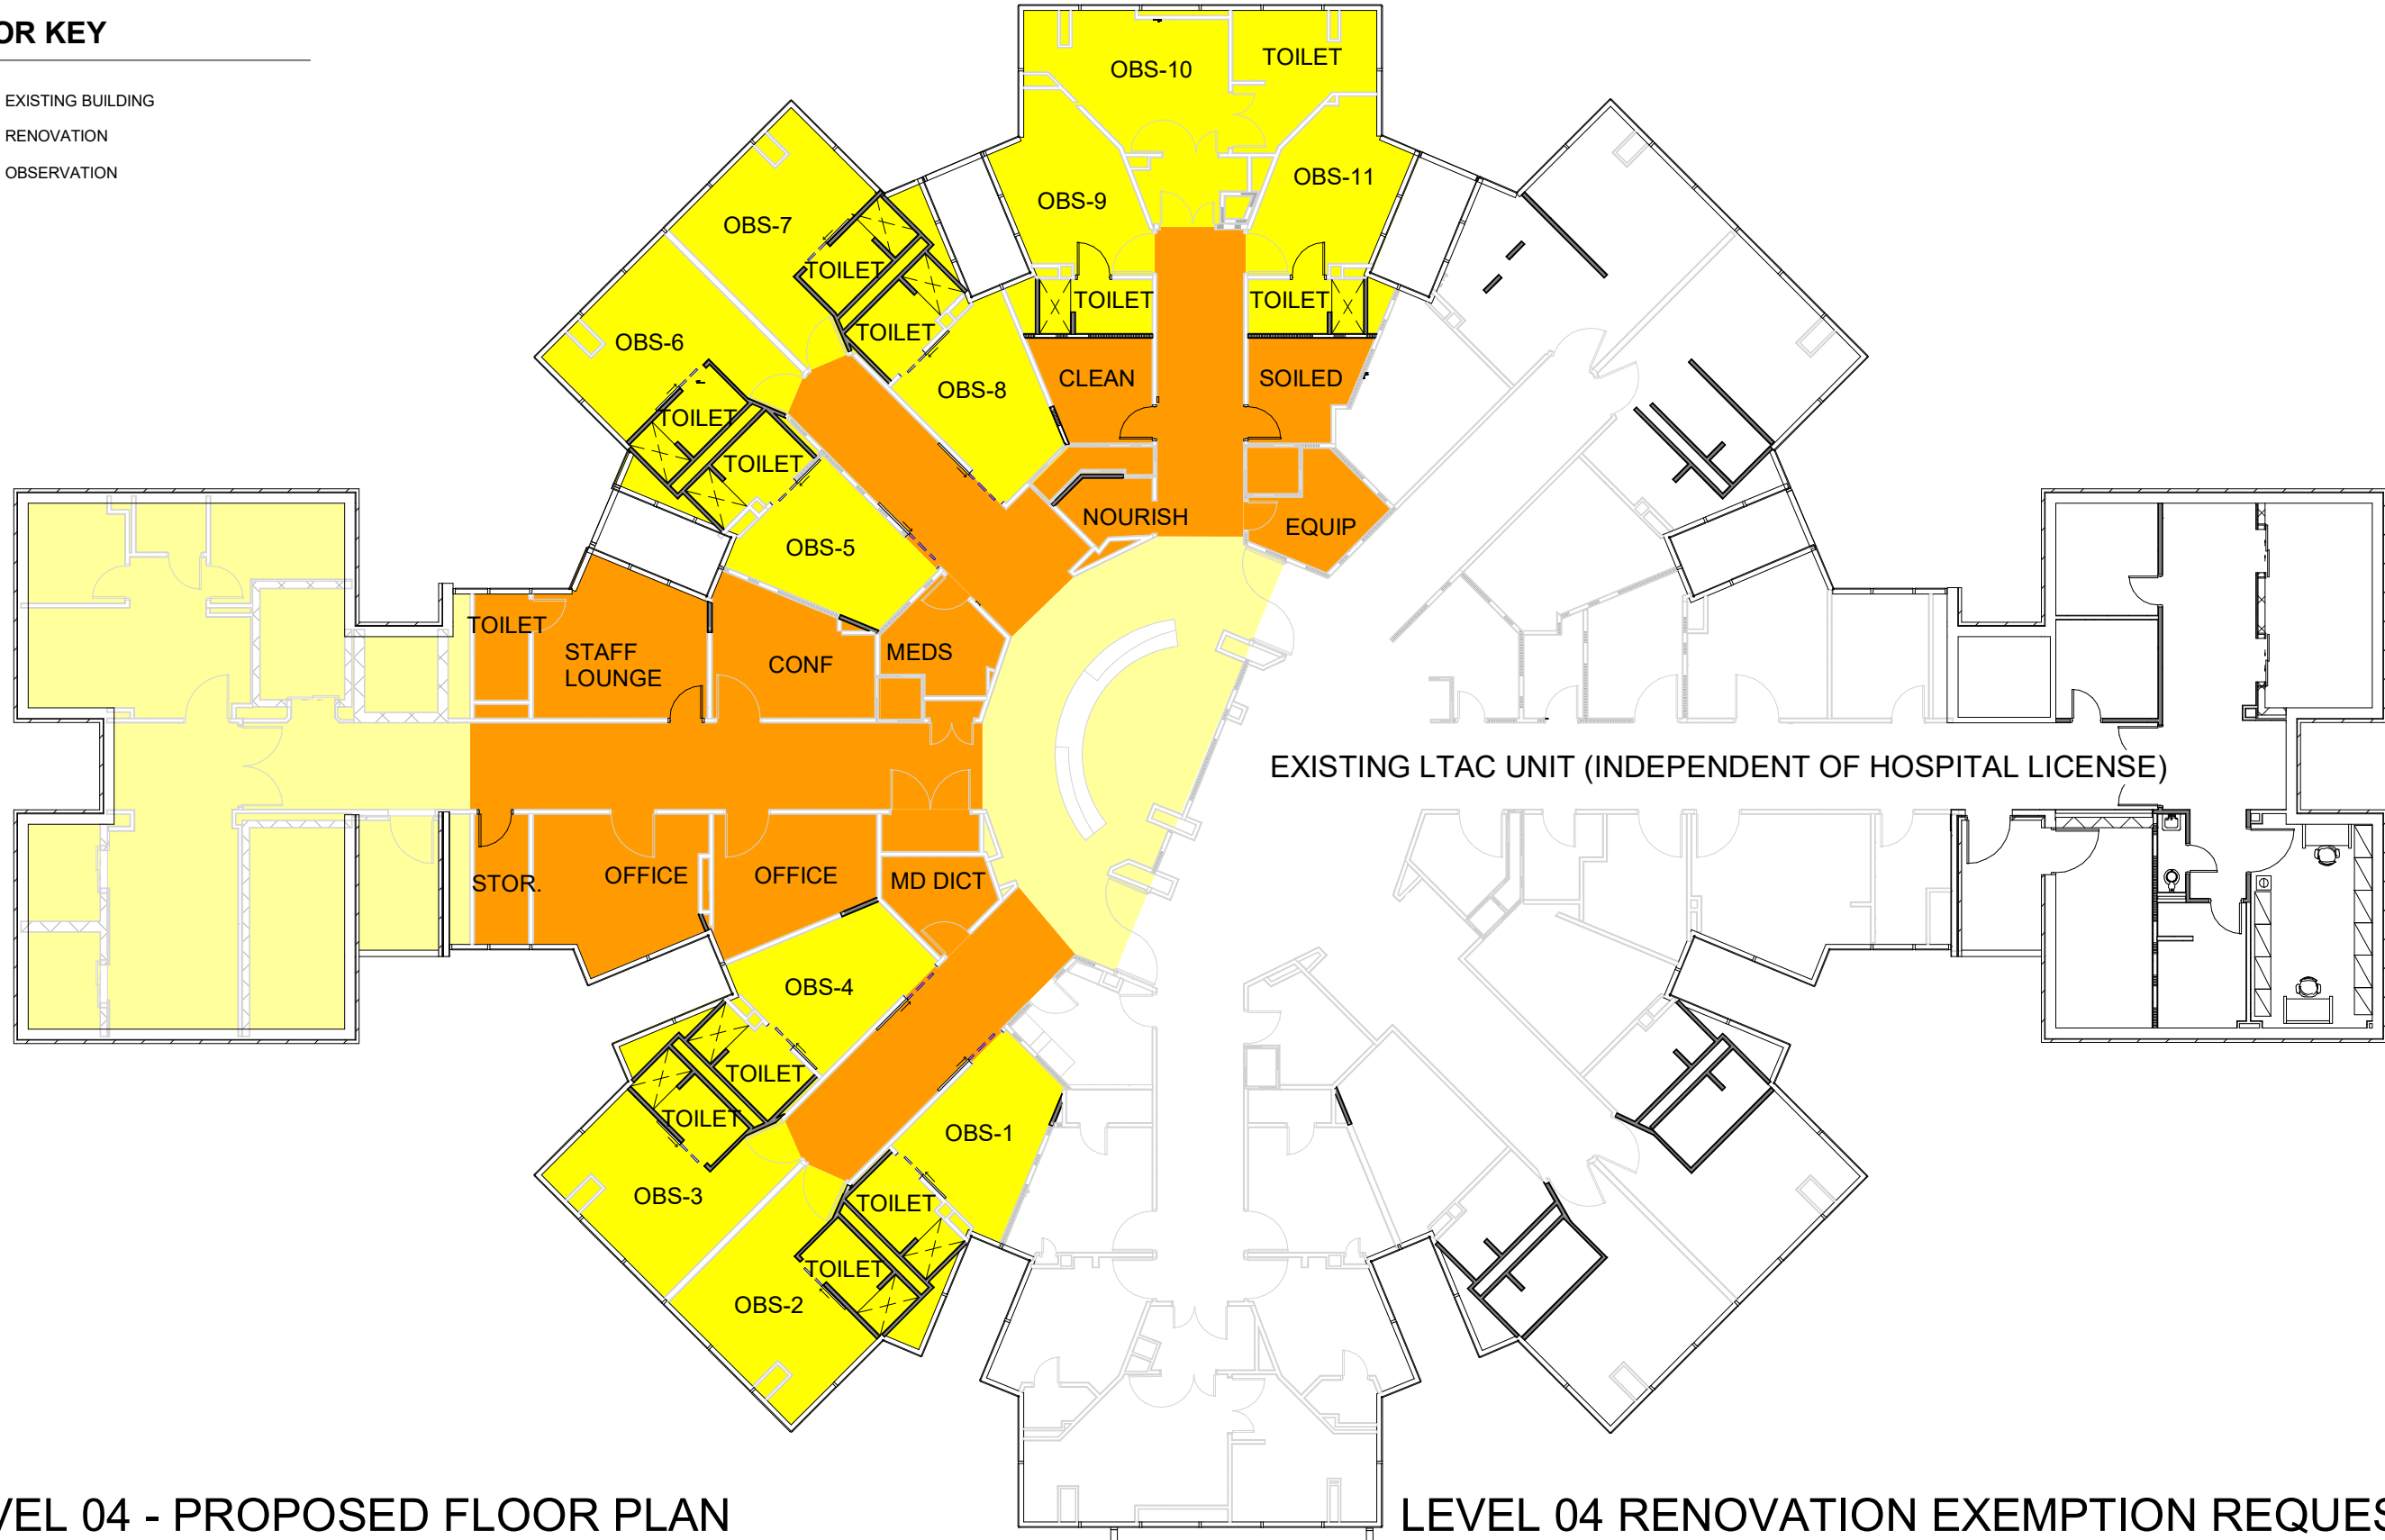 OR KEY
EXISTING BUILDING
RENOVATION
OBSERVATION
OBS-10
TOILET
OBS-9
OBS-11
OBS-7
TOILET
TOILET
TOILET
TOILET
OBS-6
OBS-8
CLEAN
SOILED
TOILET
TOILET
NOURISH
EQUIP
OBS-5
TOILET
STAFF
LOUNGE
CONF
MEDS
EXISTING LTAC UNIT (INDEPENDENT OF HOSPITAL LICENSE)
STOR.
OFFICE
OFFICE
MD DICT
OBS-4
TOILET
TOILET
OBS-1
OBS-3
TOILET
TOILET
OBS-2
VEL 04 - PROPOSED FLOOR PLAN
LEVEL 04 RENOVATION EXEMPTION REQUES